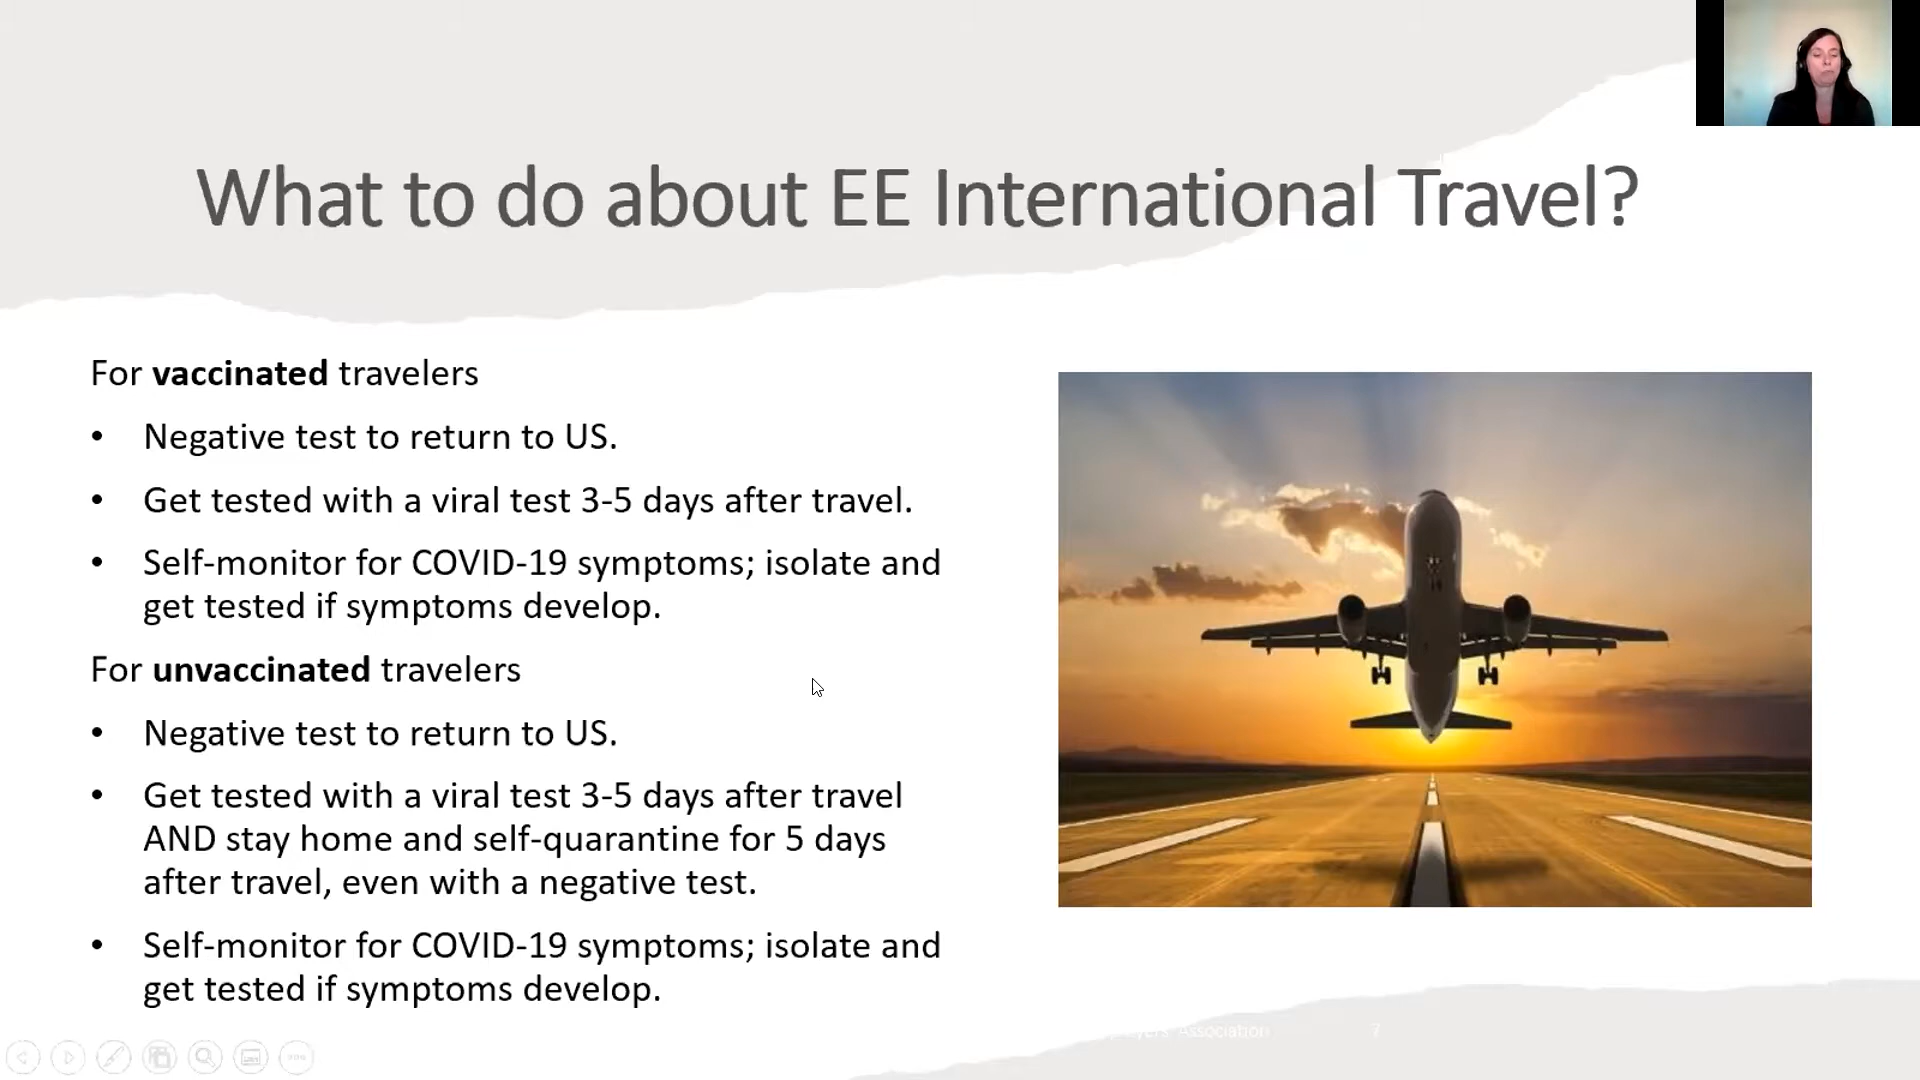 What to do about EE International Travel?
For vaccinated travelers
• Negative test to return to US.
• Get tested with a viral test 3-5 days after travel.
• Self-monitor for COVID-19 symptoms; isolate and
get tested if symptoms develop.
For unvaccinated travelers
• Negative test to return to US.
• Get tested with a viral test 3-5 days after travel
AND stay home and self-quarantine for 5 days
after travel, even with a negative test.
• Self-monitor for COVID-19 symptoms; isolate and
get tested if symptoms develop.
Association 7